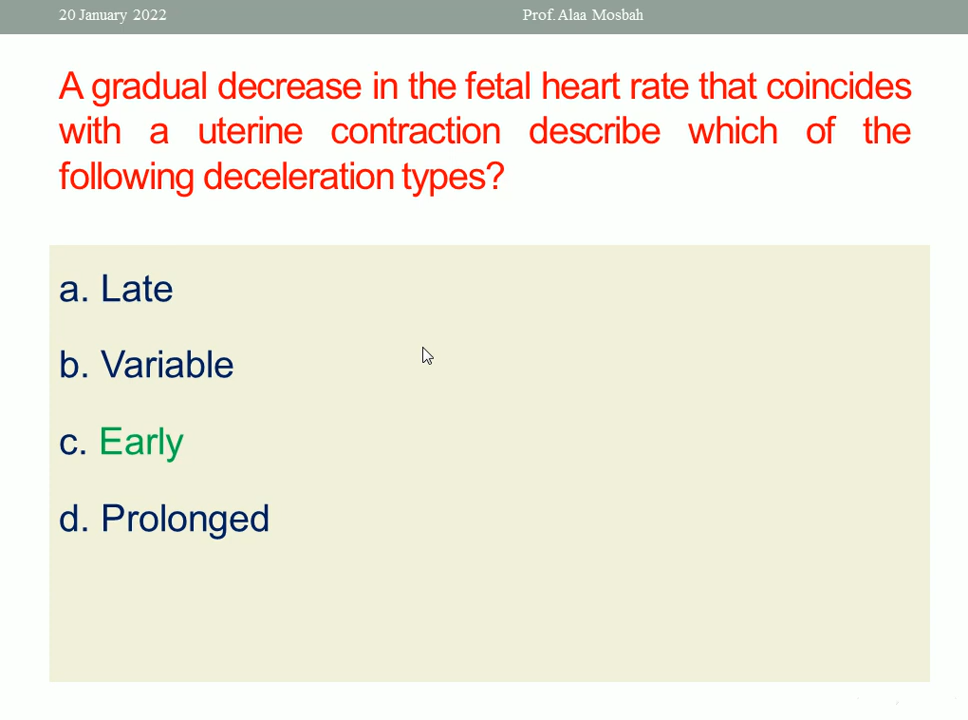 20 January 2022
Prof. Alaa Mosbah
A gradual decrease in the fetal heart rate that coincides
with a uterine contraction describe which of the
following deceleration types?
a. Late
b. Variable
c. Early
d. Prolonged